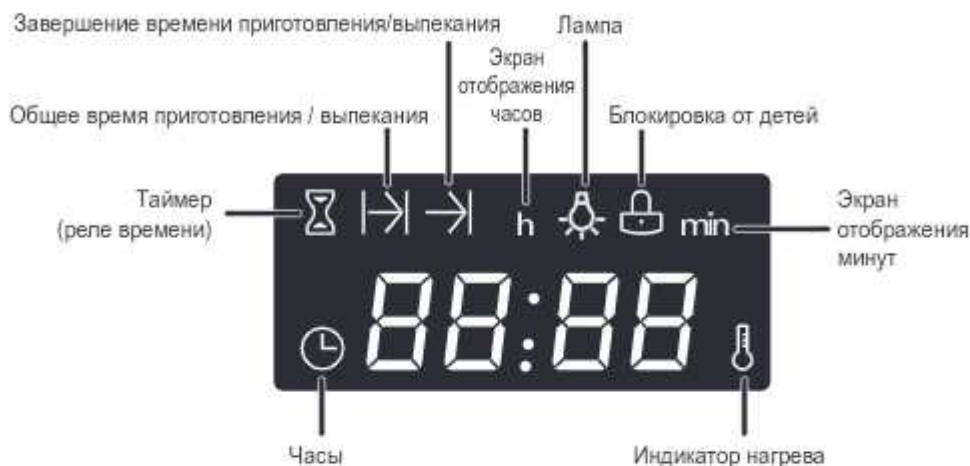 Завершение времени приготовления/выпекания
Лампа
Экран
отображения
часов
Общее время приготовления / выпекания
Блокировка от детей
Таймер
(реле времени)
h
min
Экран
отображения
минут
88:88
Часы
Индикатор нагрева